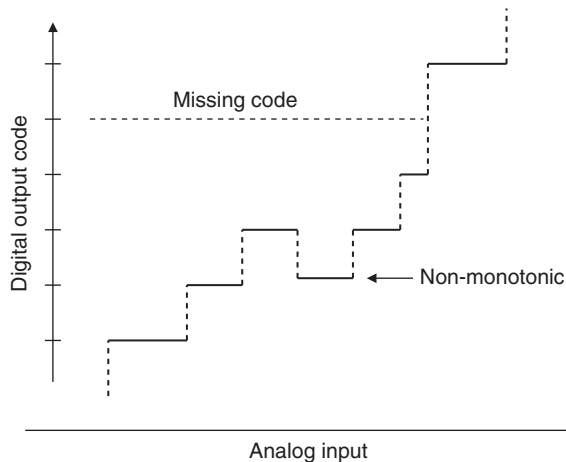 Missing code
Digital output code
Non-monotonic
Analog input